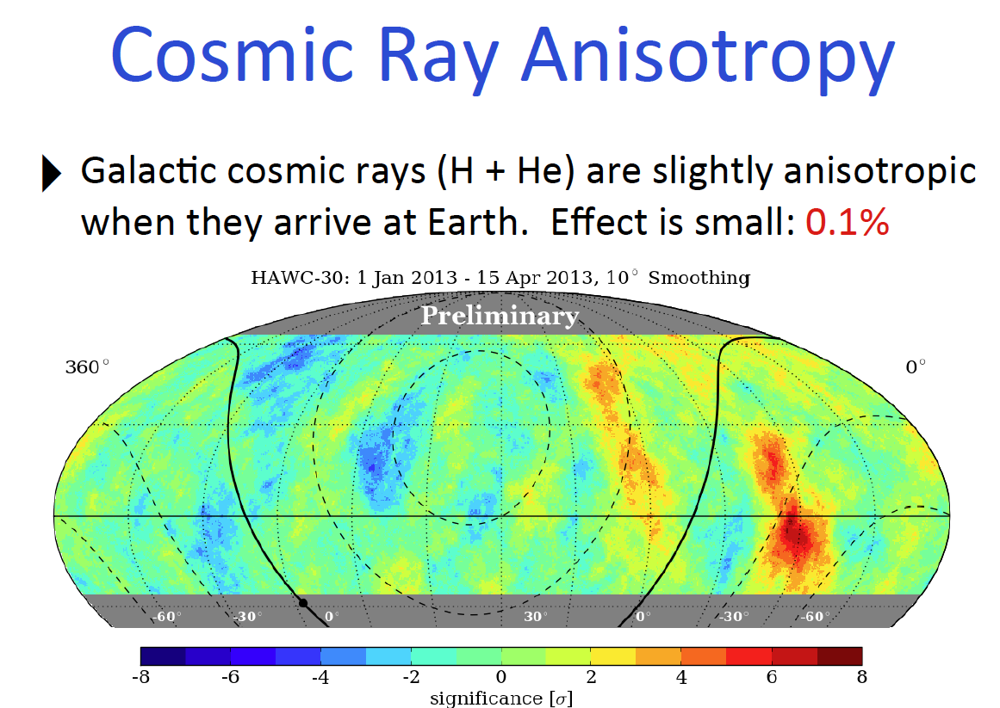 Cosmic Ray Anisotropy
Galactic cosmic rays (H + He) are slightly anisotropic
when they arrive at Earth. Effect is small: 0.1%
HAWC-30: 1 Jan 2013 - 15 Apr 2013, 10° Smoothing
Preliminary
360° 0°
-60° -30° 0° 30° 0° -30° -60°
-8 -6 -4 -2 0 2 4 6 8
significance [σ]